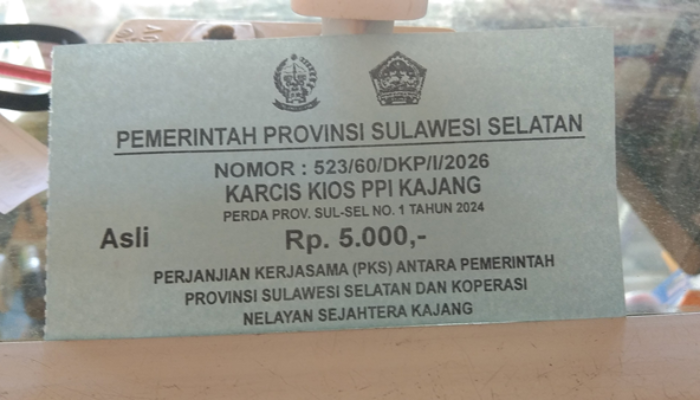 PEMERINTAH PROVINSI SULAWESI SELATAN
NOMOR : 523/60/DKP/I/2026
KARCIS KIOS PPI KAJANG
PERDA PROV. SUL-SEL NO. 1 TAHUN 2024
Asli Rp. 5.000,-
PERJANJIAN KERJASAMA (PKS) ANTARA PEMERINTAH
PROVINSI SULAWESI SELATAN DAN KOPERASI
NELAYAN SEJAHTERA KAJANG